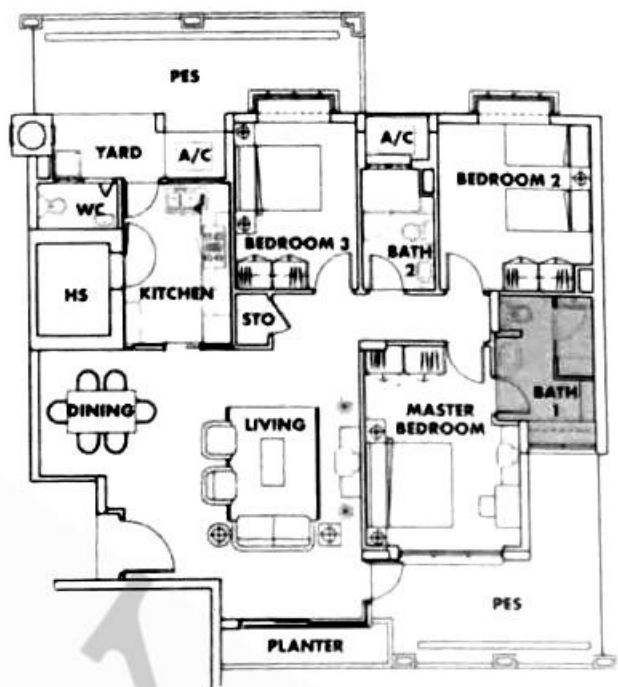 PES
YARD
A/C
A/C
BEDROOM 2
WC
BEDROOM 3
BATH
2
HS
KITCHEN
STO
DINING
LIVING
MASTER
BEDROOM
BATH
1
PES
PLANTER